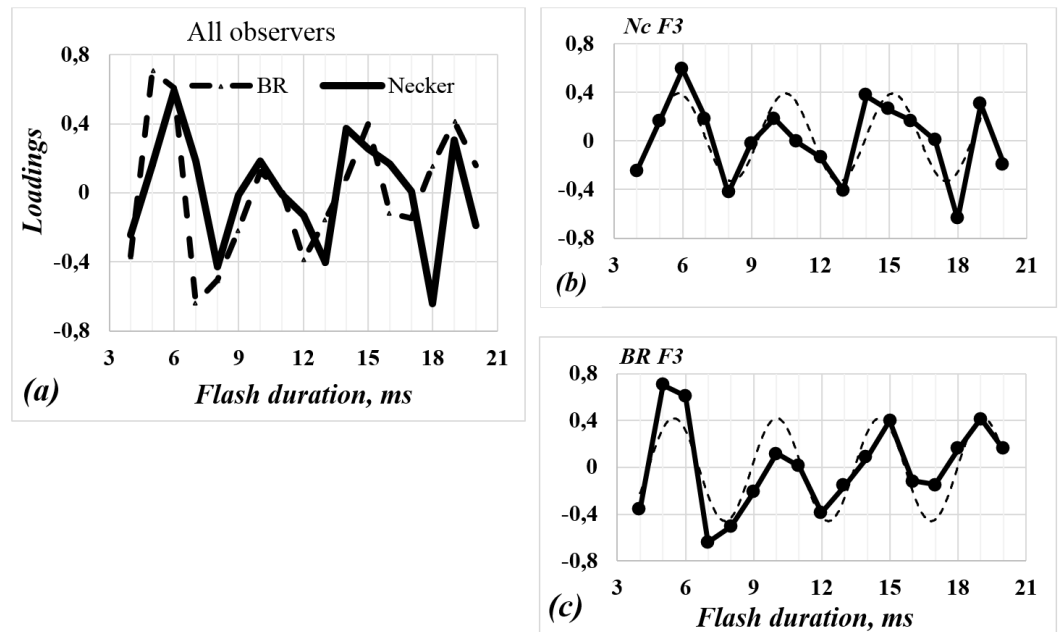 All observers
BR
Necker
Loadings
0,8
0,4
0
-0,4
-0,8
3 6 9 12 15 18 21
(a)
Flash duration, ms
Nc F3
0,8
0,4
0
-0,4
-0,8
3 6 9 12 15 18 21
(b)
BR F3
0,8
0,4
0
-0,4
-0,8
3 6 9 12 15 18 21
(c)
Flash duration, ms